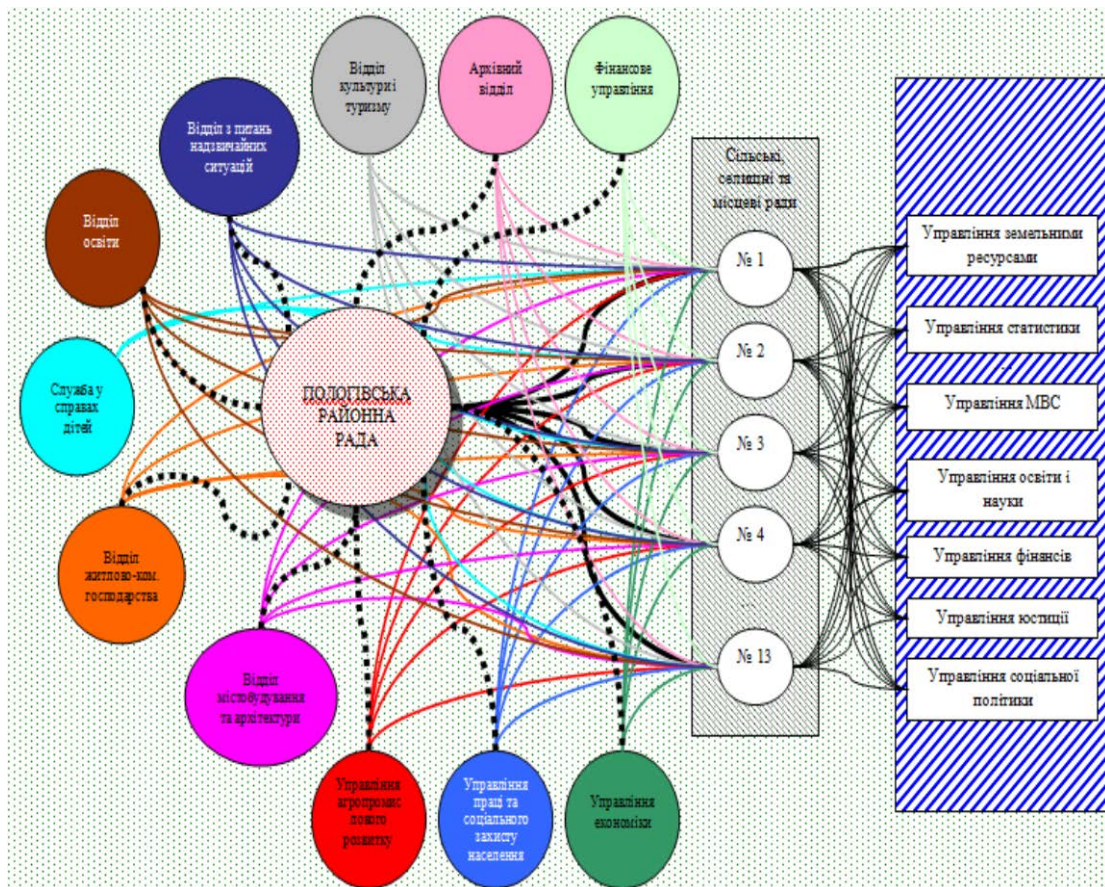 Відділ
культури і
туризму
Архівний
відділ
Фінансове
управління
Відділ з питань
надзвичайних
ситуацій
Відділ
освіти
Служба у
справах
дітей
Відділ
житлово-ком.
господарства
Відділ
містобудування
та архітектури
Управління
агропромис
лового
розвитку
Управління
праці та
соціального
захисту
населення
Управління
економіки
ПОЛОГІВСЬКА
РАЙОННА
РАДА
Сільські,
селищні та
місцеві ради
№ 1
№ 2
№ 3
№ 4
...
№ 13
Управління земельними
ресурсами
Управління статистики
...
Управління МВС
Управління освіти і
науки
Управління фінансів
Управління юстиції
Управління соціальної
політики